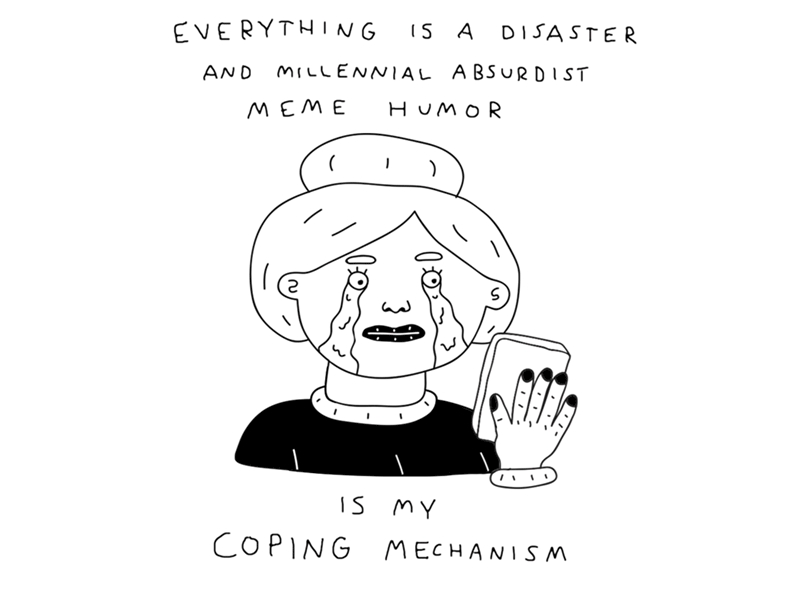 EVERYTHING IS A DISASTER
AND MILLENNIAL ABSURDIST
MEME HUMOR
IS MY
COPING MECHANISM